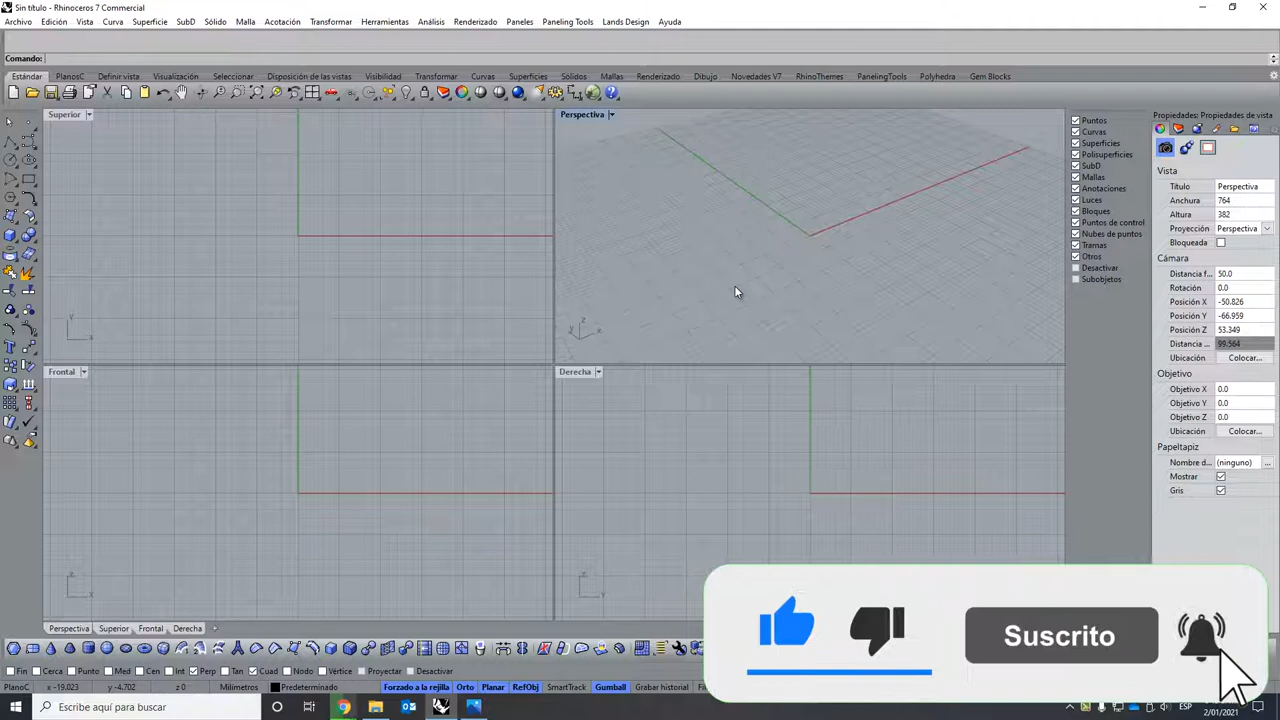 Sin título - Rhinoceros 7 Commercial
Archivo Edición Vista Curva Superficie SubD Sólido Malla Acotación Transformar Herramientas Análisis Renderizado Paneles Paneling Tools Lands Design Ayuda
Comando:
Estándar PlanosC Definir vista Visualización Seleccionar Disposición de las vistas Visibilidad Transformar Curvas Superficies Sólidos Mallas Renderizado Dibujo Novedades V7 RhinoThemes PanelingTools Polyhedra Gem Blocks
Superior
Perspectiva
y
x
z
y
x
Frontal
Derecha
z
x
z
y
Puntos
Curvas
Superficies
Polisuperficies
SubD
Mallas
Anotaciones
Luces
Bloques
Puntos de control
Nubes de puntos
Tramas
Otros
Desactivar
Subobjetos
Propiedades: Propiedades de vista
Vista
Título Perspectiva
Anchura 764
Altura 382
Proyección Perspectiva
Bloqueada
Cámara
Distancia f... 50.0
Rotación 0.0
Posición X -50.826
Posición Y -66.959
Posición Z 53.349
Distancia ... 99.564
Ubicación Colocar...
Objetivo
Objetivo X 0.0
Objetivo Y 0.0
Objetivo Z 0.0
Ubicación Colocar...
Papeltapiz
Nombre d... (ninguno) ...
Mostrar
Gris
Suscrito
Perspectiva Superior Frontal Derecha
Fin Cerca Punto Med Cen Int Perp Tan Cuad Nodo Vértice Proyectar Desactivar
PlanoC x -19.023 y -4.702 z 0 Milímetros Predeterminado Forzado a la rejilla Orto Planar RefObj SmartTrack Gumball Grabar historial
Escribe aquí para buscar
ESP
2/01/2021